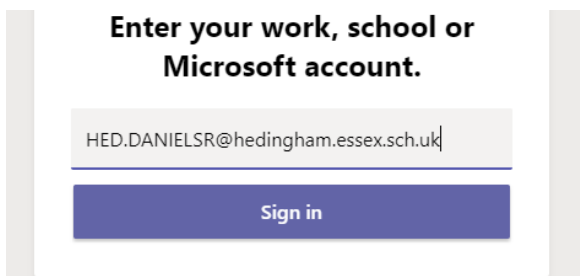 Enter your work, school or
Microsoft account.
HED.DANIELSR@hedingham.essex.sch.uk
Sign in